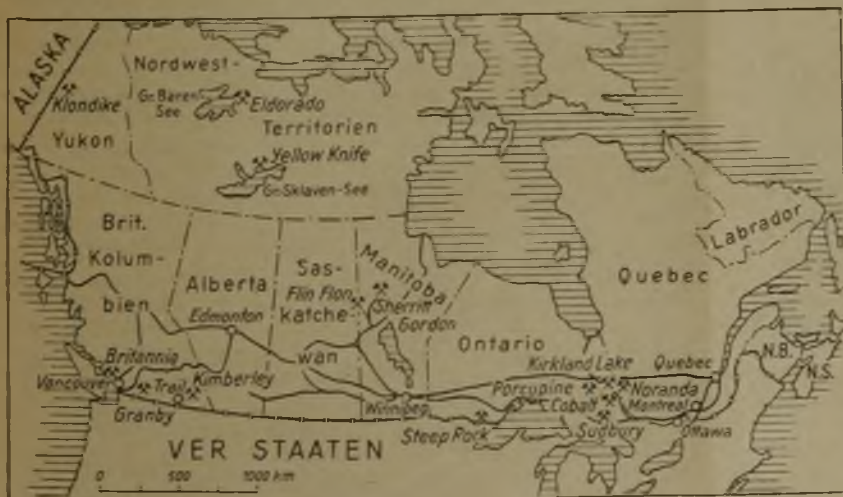 ALASKA
Klondike
Yukon
Nordwest-
Gr. Bären-
See
Eldorado
Territorien
Yellow Knife
Gr. Sklaven-See
Brit.
Kolum-
bien
Alberta
Edmonton
Sas-
katche-
wan
Flin Flon
Manitoba
Sherritt
Gordon
Ontario
Quebec
Labrador
Britannia
Vancouver
Trail
Kimberley
Granby
Winnipeg
Steep Rock
Kirkland Lake
Porcupine
Cobalt
Noranda
Sudbury
Quebec
Montreal
Ottawa
N.B.
N.S.
VER STAATEN
0 500 1000 km